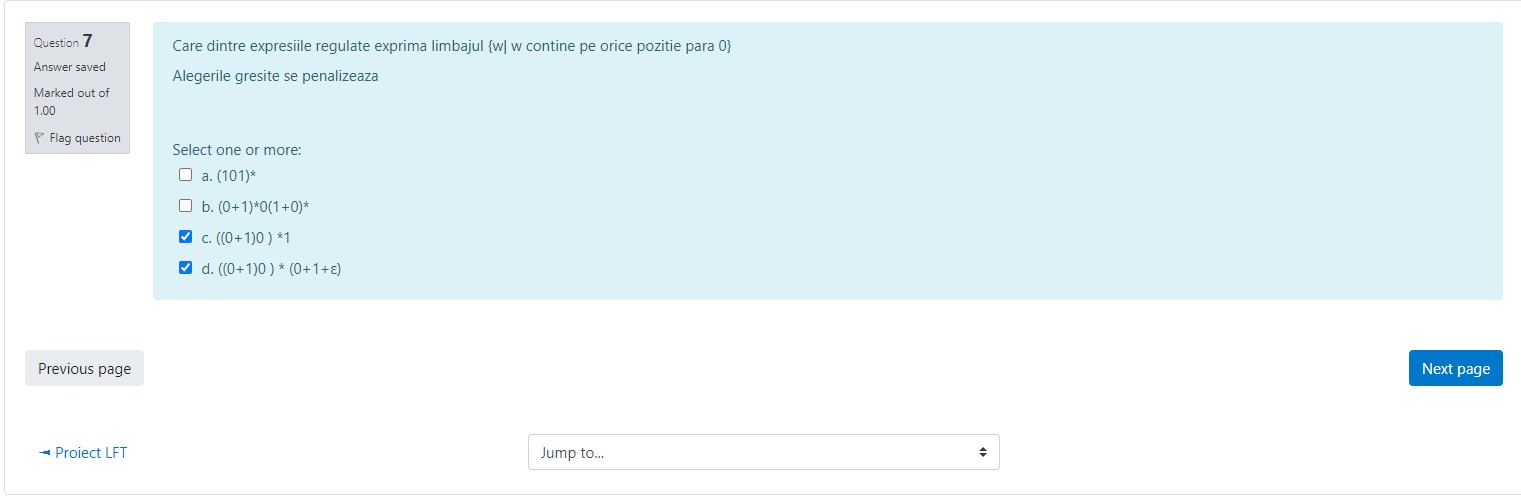 Question 7
Answer saved
Marked out of
1.00
Flag question
Care dintre expresiile regulate exprima limbajul {w| w contine pe orice pozitie para 0}
Alegerile gresite se penalizeaza
Select one or more:
a. (101)*
b. (0+1)*0(1+0)*
c. ((0+1)0 ) *1
d. ((0+1)0 ) * (0+1+ε)
Previous page
Next page
◄ Proiect LFT
Jump to...